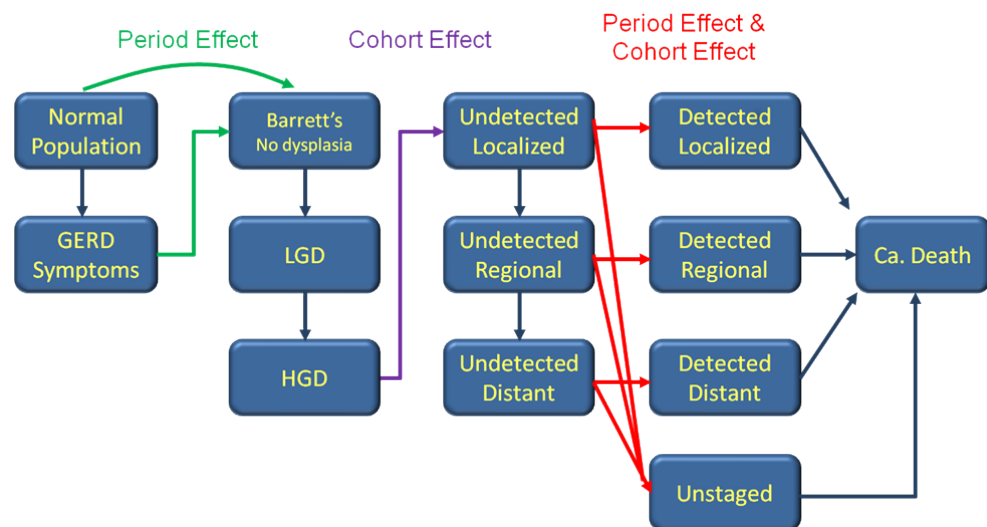 Period Effect
Cohort Effect
Period Effect &
Cohort Effect
Normal
Population
Barrett's
No dysplasia
Undetected
Localized
Detected
Localized
GERD
Symptoms
LGD
Undetected
Regional
Detected
Regional
Ca. Death
HGD
Undetected
Distant
Detected
Distant
Unstaged